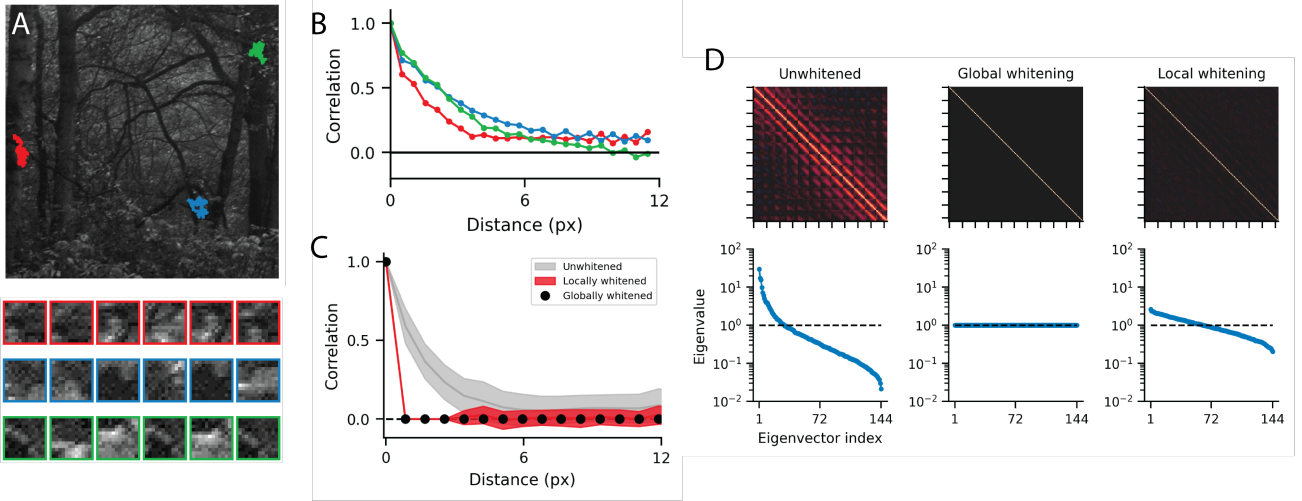 A
B
1.0
0.5
0.0
Correlation
0
6
12
Distance (px)
C
1.0
0.5
0.0
Correlation
Unwhitened
Locally whitened
Globally whitened
0
6
12
Distance (px)
D
Unwhitened
Global whitening
Local whitening
10²
10¹
10⁰
10⁻¹
10⁻²
Eigenvalue
1
72
144
Eigenvector index
10²
10¹
10⁰
10⁻¹
10⁻²
1
72
144
10²
10¹
10⁰
10⁻¹
10⁻²
1
72
144